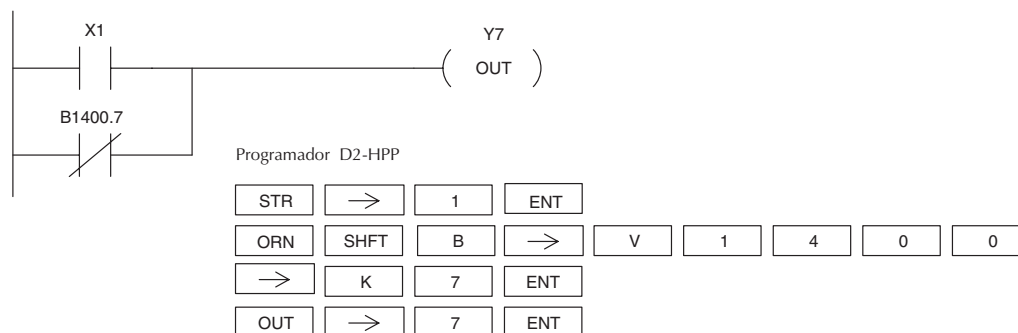 X1
Y7
OUT
B1400.7
Programador D2-HPP
STR → 1 ENT
ORN SHFT B → V 1 4 0 0
→ K 7 ENT
OUT → 7 ENT